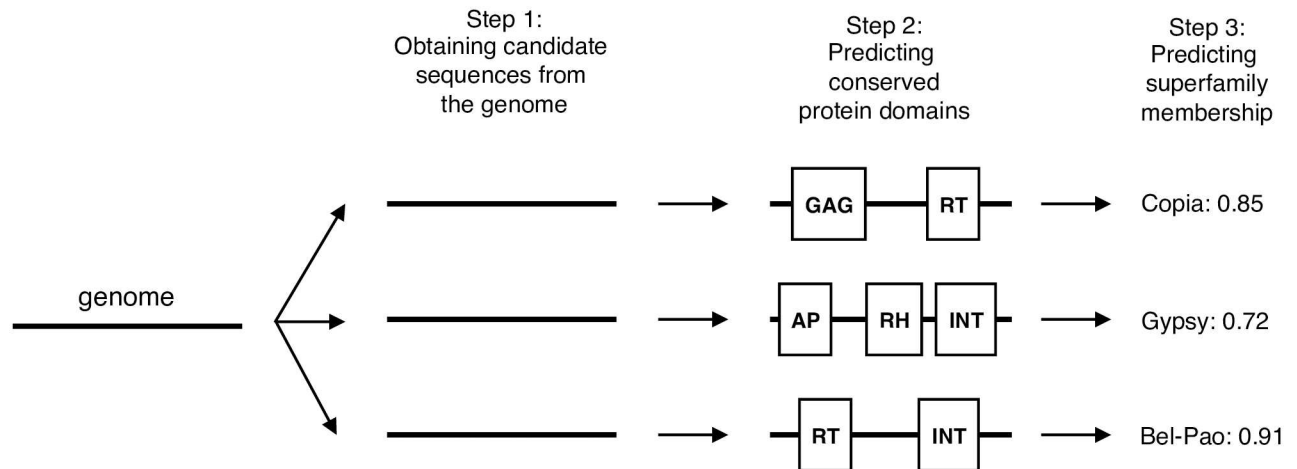 Step 1:
Obtaining candidate
sequences from
the genome
Step 2:
Predicting
conserved
protein domains
Step 3:
Predicting
superfamily
membership
GAG RT Copia: 0.85
genome
AP RH INT Gypsy: 0.72
RT INT Bel-Pao: 0.91